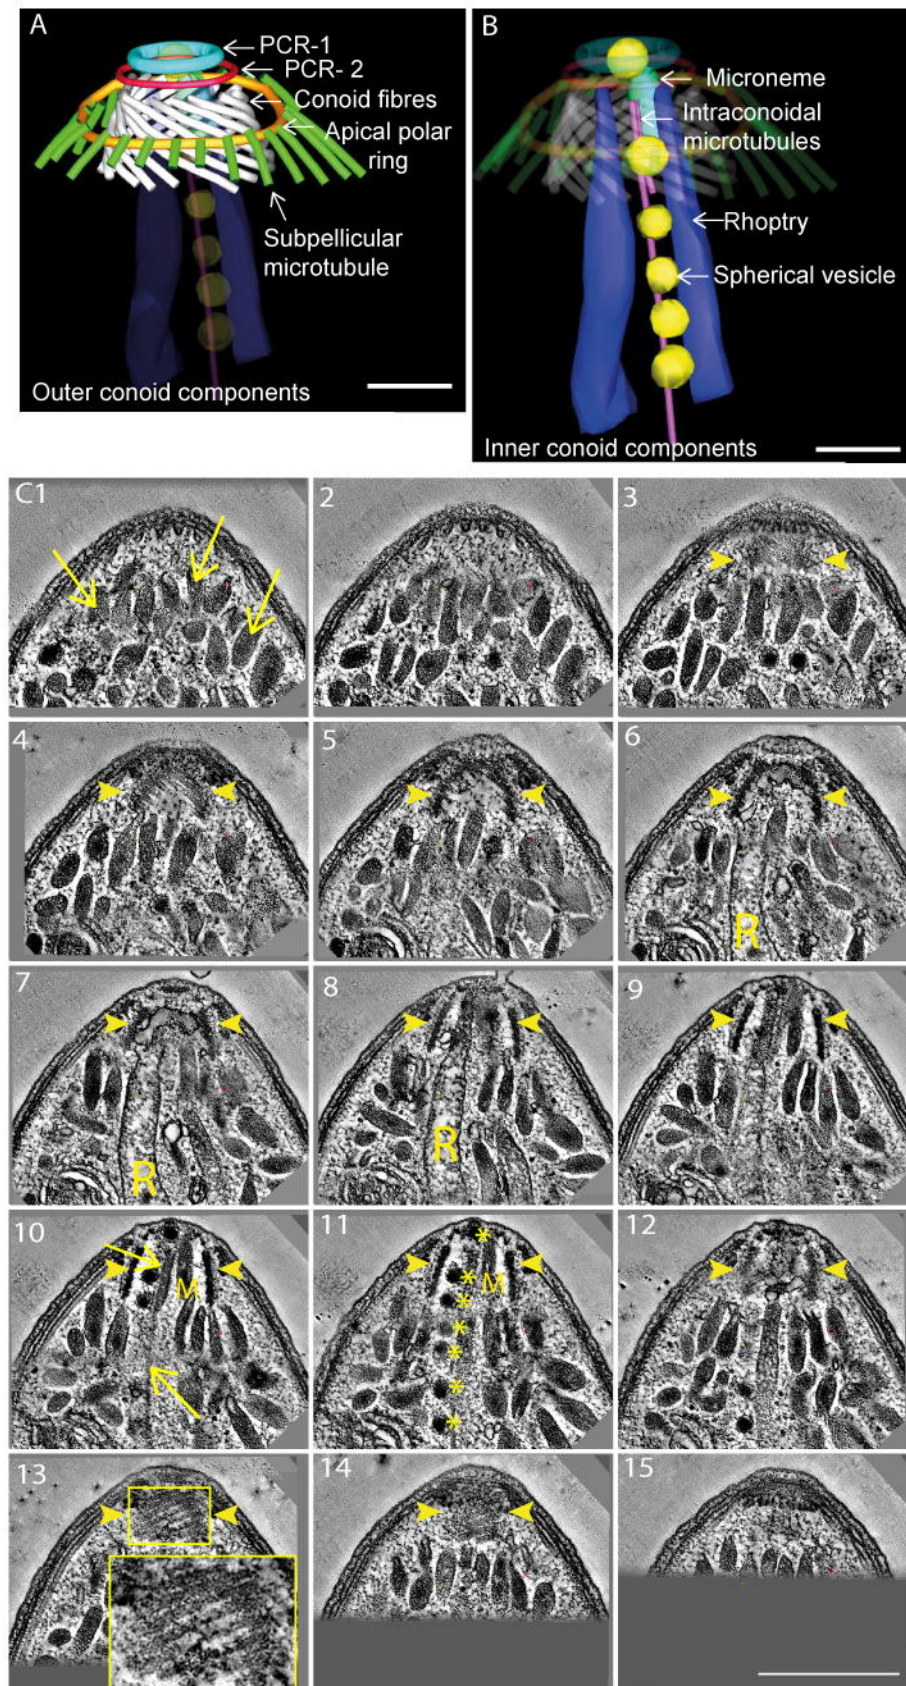 A
PCR-1
PCR- 2
Conoid fibres
Apical polar
ring
Subpellicular
microtubule
Outer conoid components
B
Microneme
Intraconoidal
microtubules
Rhoptry
Spherical vesicle
Inner conoid components
C1
2
3
4
5
6
R
7
R
8
R
9
10
M
11
M
12
13
14
15